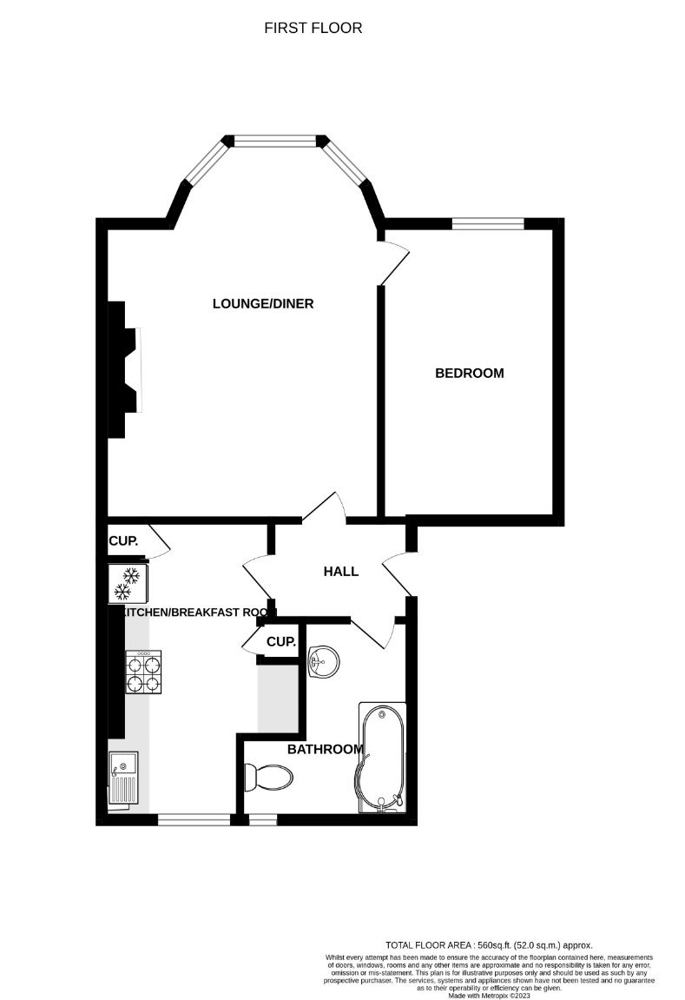 FIRST FLOOR
LOUNGE/DINER
BEDROOM
CUP.
HALL
KITCHEN/BREAKFAST ROOM
CUP.
BATHROOM
TOTAL FLOOR AREA : 560sq.ft. (52.0 sq.m.) approx.
Whilst every attempt has been made to ensure the accuracy of the floorplan contained here, measurements
of doors, windows, rooms and any other items are approximate and no responsibility is taken for any error,
omission or mis-statement. This plan is for illustrative purposes only and should be used as such by any
prospective purchaser. The services, systems and appliances shown have not been tested and no guarantee
as to their operability or efficiency can be given.
Made with Metropix ©2023